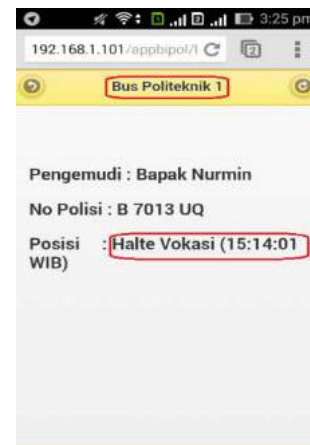 3:25 pm
192.168.1.101/appbipol/
2
Bus Politeknik 1
Pengemudi : Bapak Nurmin
No Polisi : B 7013 UQ
Posisi : Halte Vokasi (15:14:01
WIB)